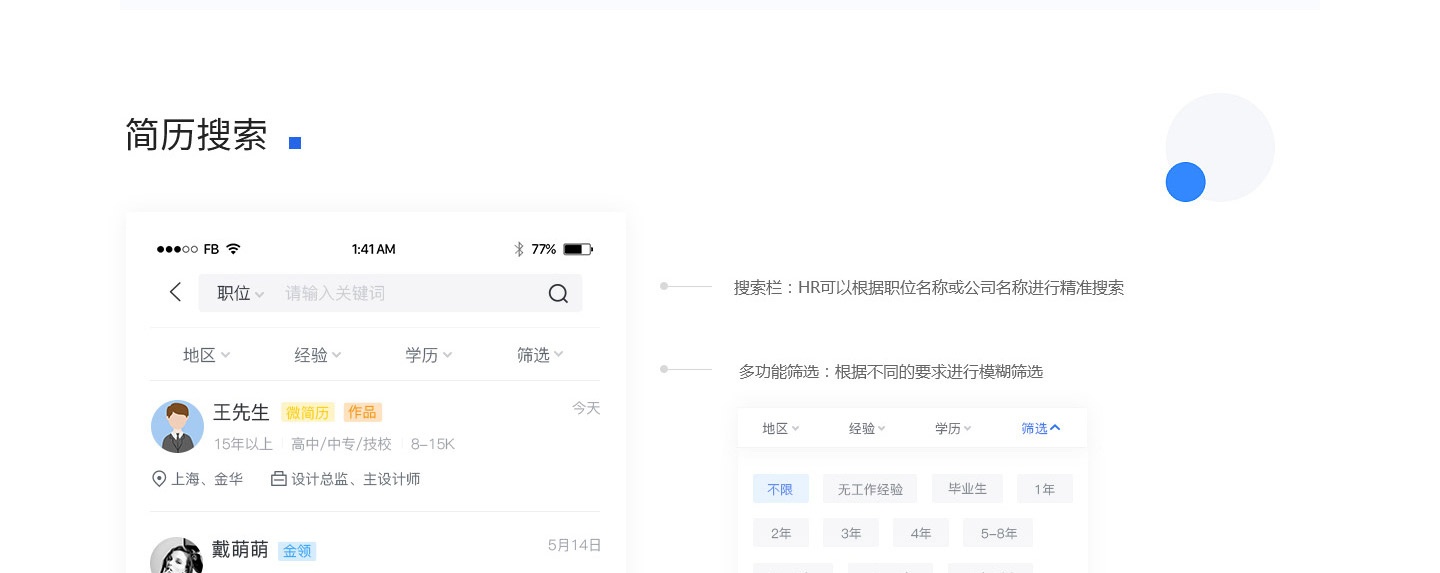 简历搜索
FB 1:41 AM 77%
职位 请输入关键词
地区 经验 学历 筛选
王先生 微简历 作品 今天
15年以上 高中/中专/技校 8-15K
上海、金华 设计总监、主设计师
戴萌萌 金领 5月14日
搜索栏：HR可以根据职位名称或公司名称进行精准搜索
多功能筛选：根据不同的要求进行模糊筛选
地区 经验 学历 筛选
不限 无工作经验 毕业生 1年
2年 3年 4年 5-8年